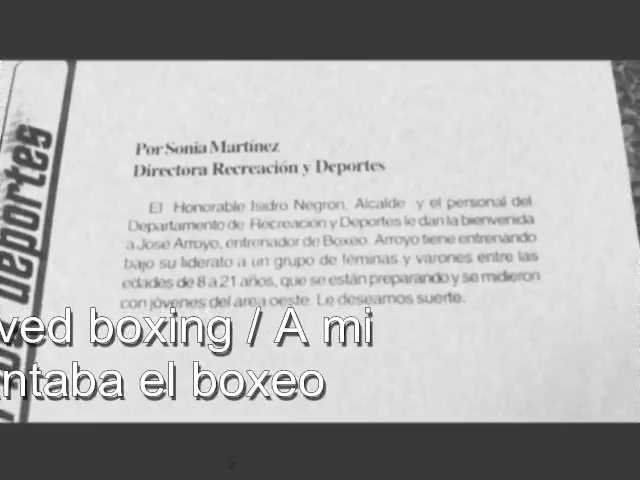 deportes
Por Sonia Martínez
Directora Recreación y Deportes
El Honorable Isidro Negron, Alcalde y el personal del
Departamento de Recreación y Deportes le dan la bienvenida
a José Arroyo, entrenador de Boxeo. Arroyo tiene entrenando
bajo su liderato a un grupo de féminas y varones entre las
edades de 8 a 21 años, que se están preparando y se midieron
con jóvenes del área oeste. Le deseamos suerte.
ved boxing / A mi
ntaba el boxeo